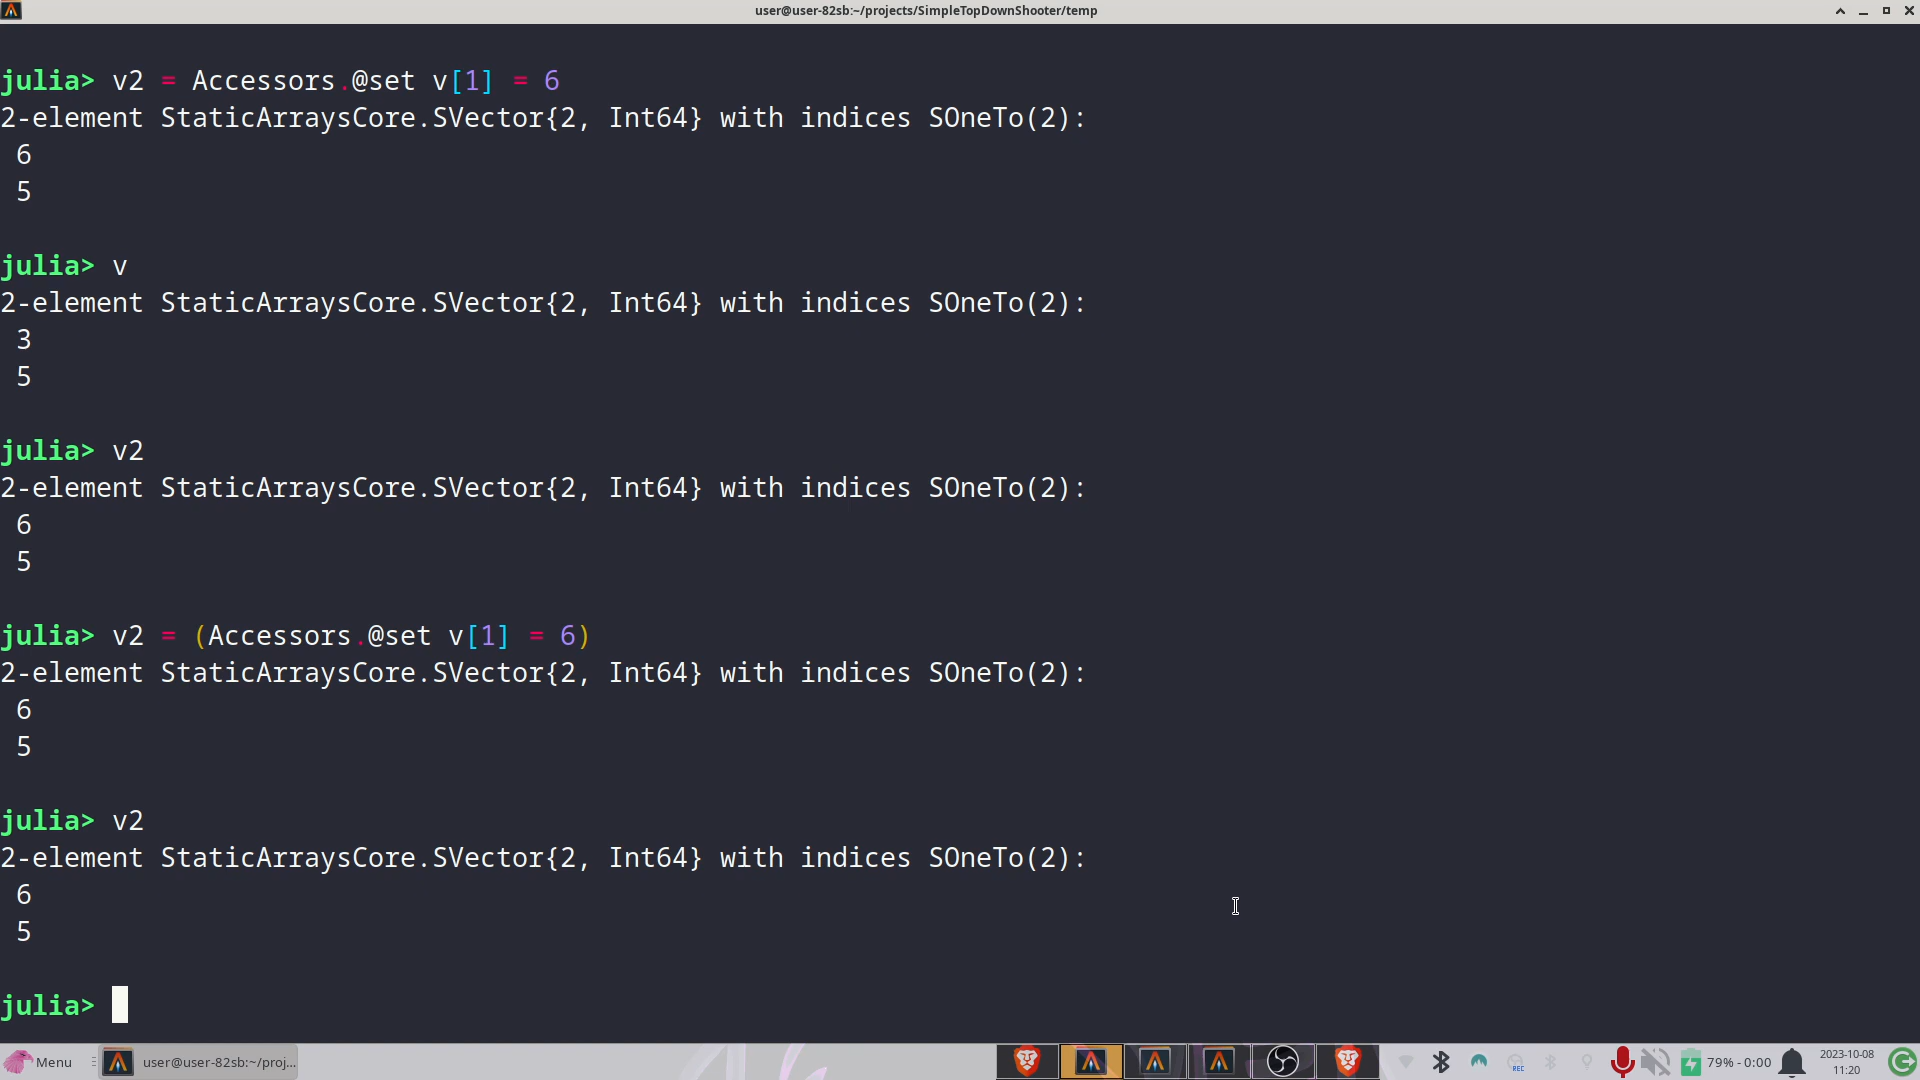 user@user-82sb:~/projects/SimpleTopDownShooter/temp
julia> v2 = Accessors.@set v[1] = 6
2-element StaticArraysCore.SVector{2, Int64} with indices SOneTo(2):
 6
 5
julia> v
2-element StaticArraysCore.SVector{2, Int64} with indices SOneTo(2):
 3
 5
julia> v2
2-element StaticArraysCore.SVector{2, Int64} with indices SOneTo(2):
 6
 5
julia> v2 = (Accessors.@set v[1] = 6)
2-element StaticArraysCore.SVector{2, Int64} with indices SOneTo(2):
 6
 5
julia> v2
2-element StaticArraysCore.SVector{2, Int64} with indices SOneTo(2):
 6
 5
julia>
Menu user@user-82sb:~/proj... REC 79% - 0:00 2023-10-08
11:20